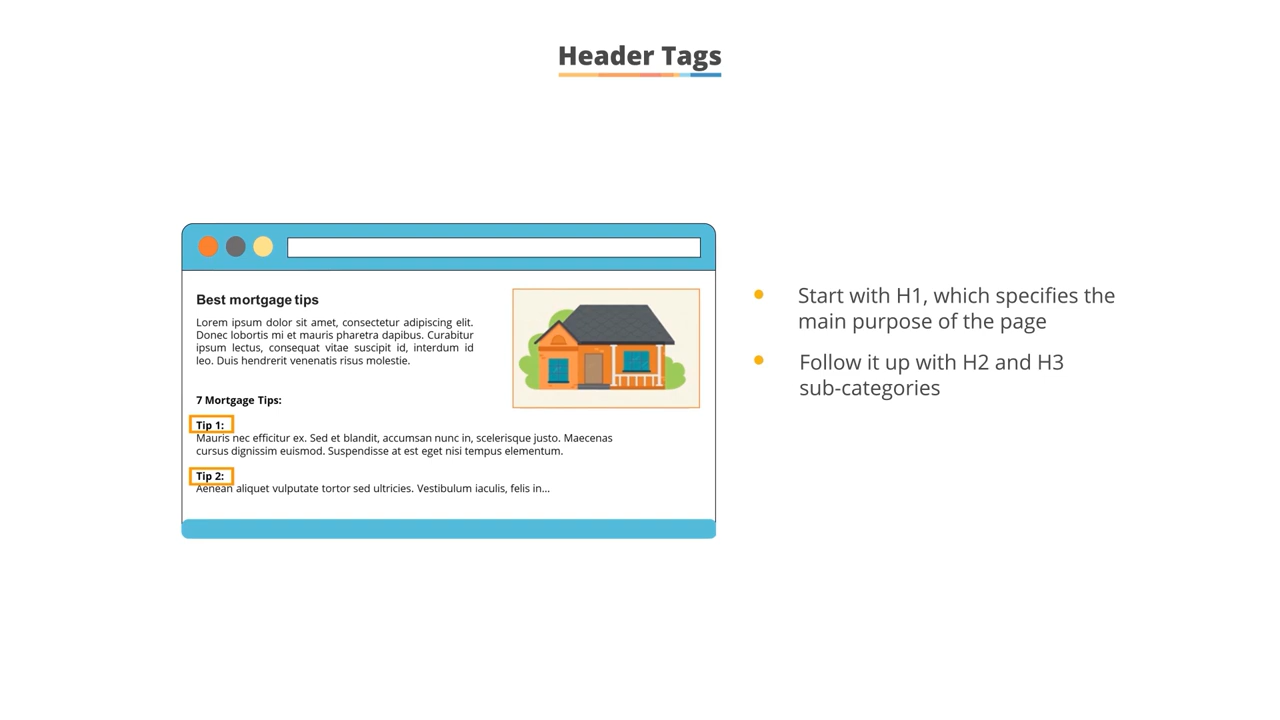 Header Tags
Best mortgage tips
Lorem ipsum dolor sit amet, consectetur adipiscing elit.
Donec lobortis mi et mauris pharetra dapibus. Curabitur
ipsum lectus, consequat vitae suscipit id, interdum id
leo. Duis hendrerit venenatis risus molestie.
7 Mortgage Tips:
Tip 1:
Mauris nec efficitur ex. Sed et blandit, accumsan nunc in, scelerisque justo. Maecenas
cursus dignissim euismod. Suspendisse at est eget nisi tempus elementum.
Tip 2:
Aenean aliquet vulputate tortor sed ultricies. Vestibulum iaculis, felis in...
Start with H1, which specifies the
main purpose of the page
Follow it up with H2 and H3
sub-categories